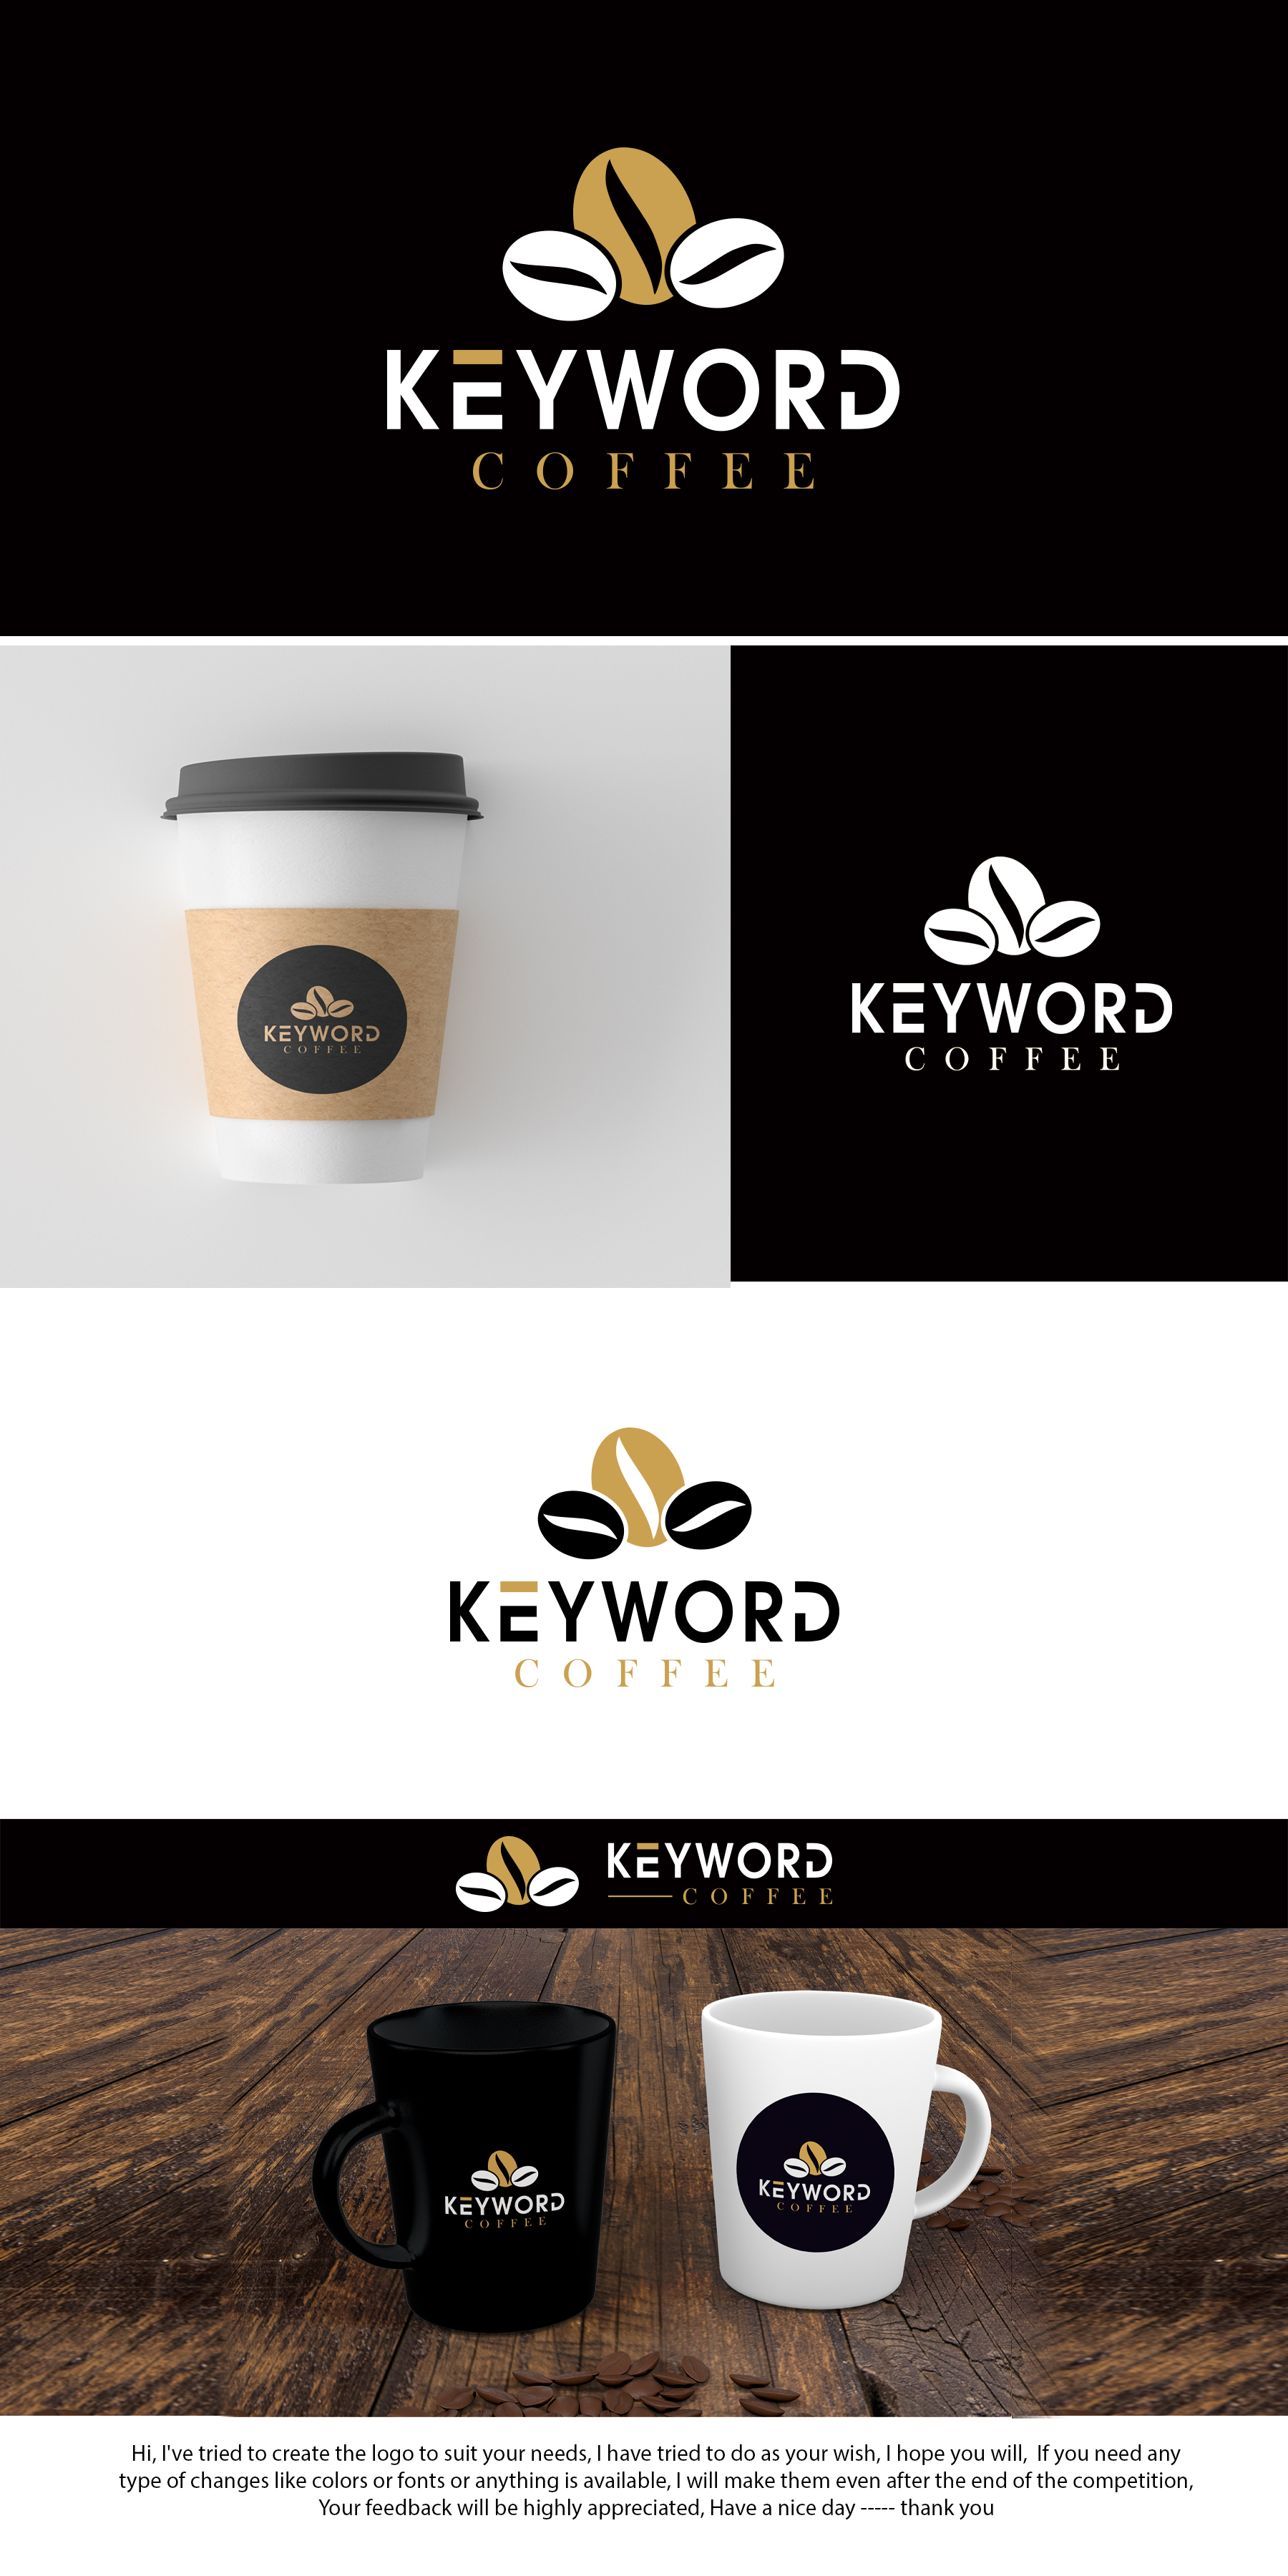 KEYWORD
COFFEE
KEYWORD
COFFEE
KEYWORD
COFFEE
KEYWORD
COFFEE
KEYWORD
COFFEE
KEYWORD
COFFEE
KEYWORD
COFFEE
Hi, I've tried to create the logo to suit your needs, I have tried to do as your wish, I hope you will,  If you need any
type of changes like colors or fonts or anything is available, I will make them even after the end of the competition,
Your feedback will be highly appreciated, Have a nice day ----- thank you